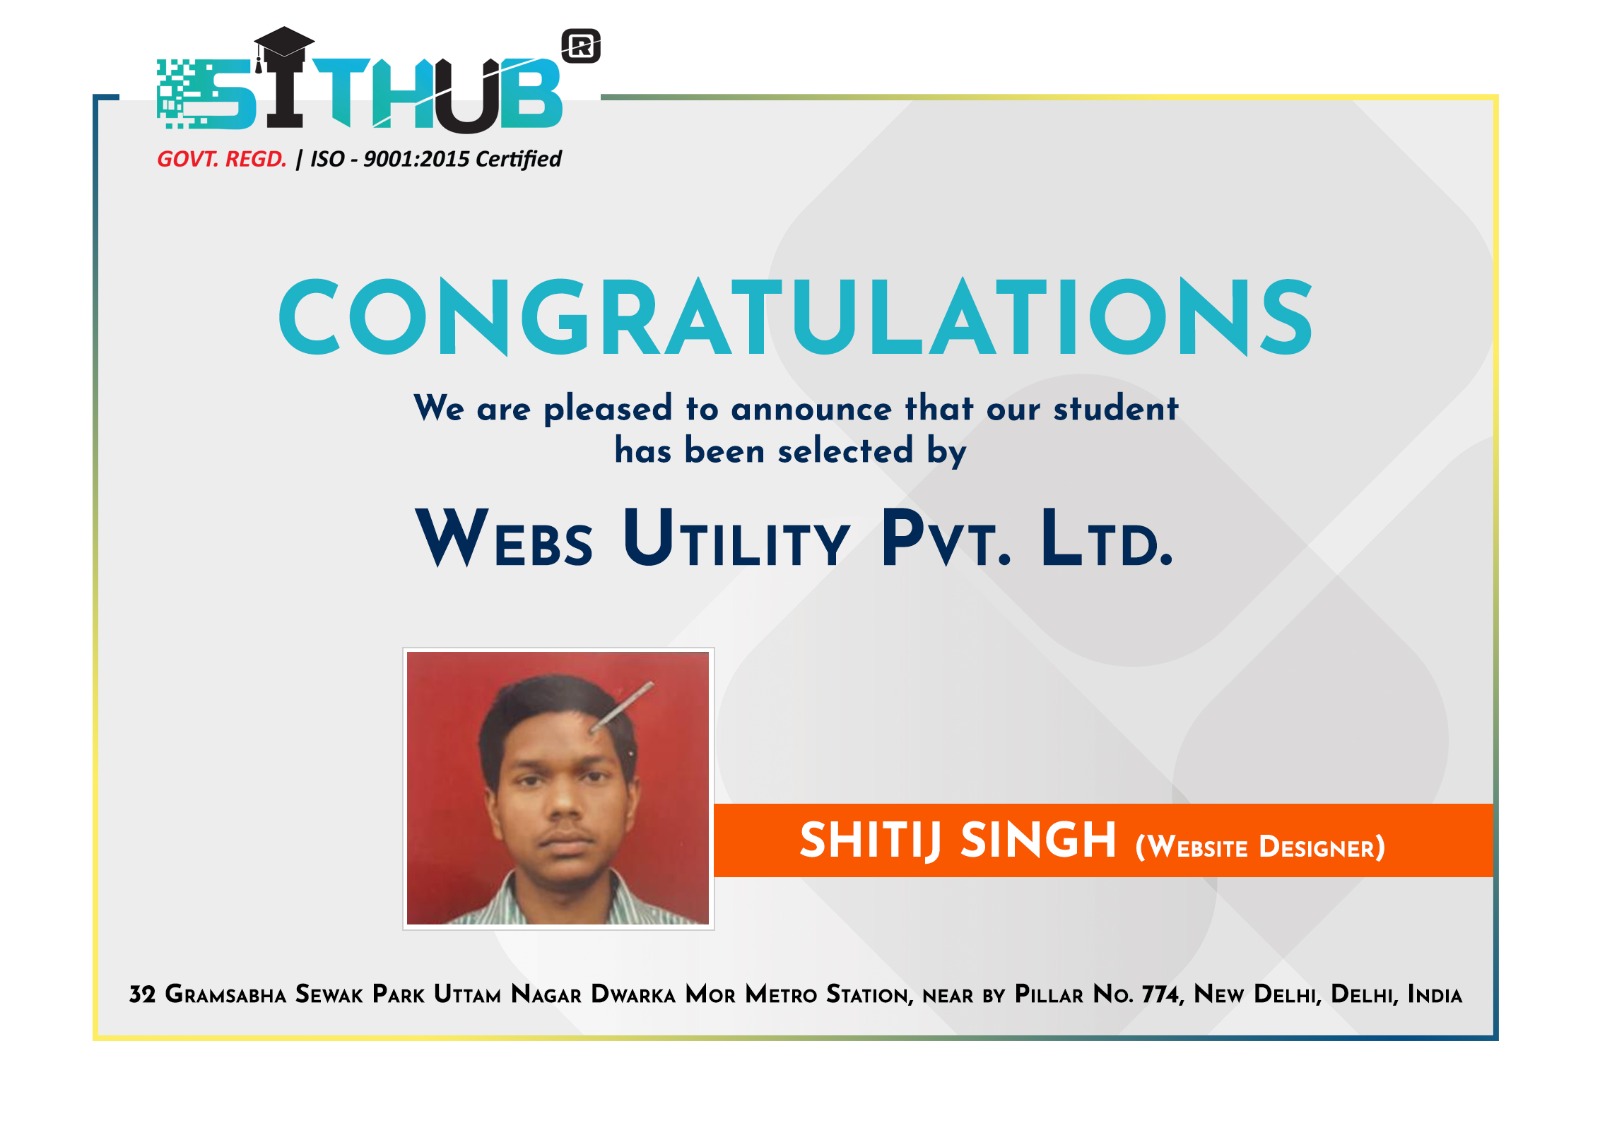 SITHUB®
GOVT. REGD. | ISO - 9001:2015 Certified
CONGRATULATIONS
We are pleased to announce that our student
has been selected by
WEBS UTILITY PVT. LTD.
SHITIJ SINGH (WEBSITE DESIGNER)
32 GRAMSABHA SEWAK PARK UTTAM NAGAR DWARKA MOR METRO STATION, NEAR BY PILLAR NO. 774, NEW DELHI, DELHI, INDIA